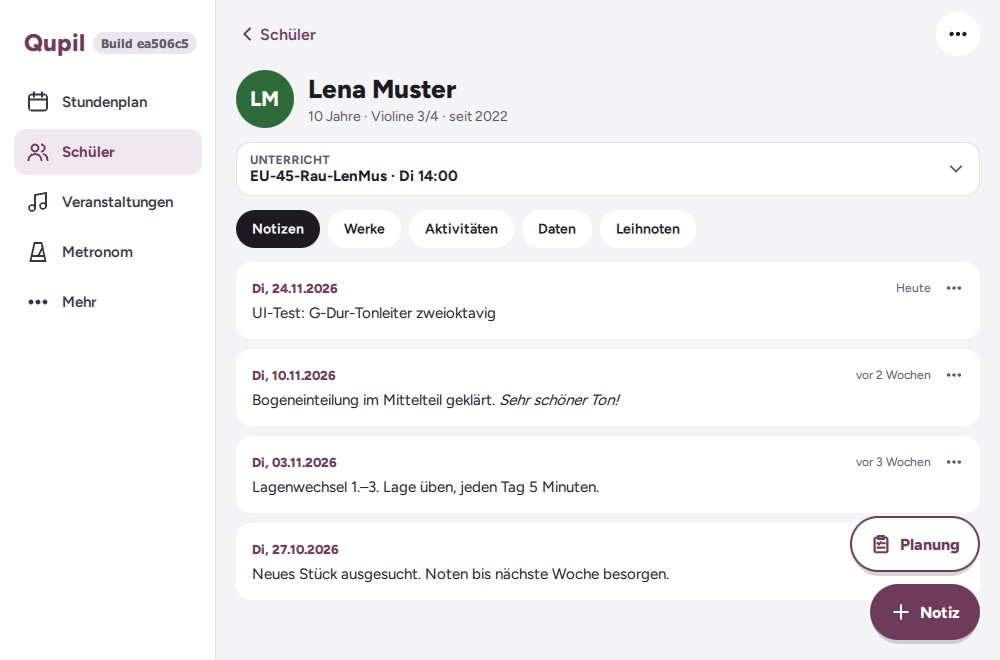 Qupil Build ea506c5
Stundenplan
Schüler
Veranstaltungen
Metronom
Mehr
Schüler
LM
Lena Muster
10 Jahre · Violine 3/4 · seit 2022
UNTERRICHT
EU-45-Rau-LenMus · Di 14:00
Notizen Werke Aktivitäten Daten Leihnoten
Di, 24.11.2026 Heute
UI-Test: G-Dur-Tonleiter zweioktavig
Di, 10.11.2026 vor 2 Wochen
Bogeneinteilung im Mittelteil geklärt. Sehr schöner Ton!
Di, 03.11.2026 vor 3 Wochen
Lagenwechsel 1.–3. Lage üben, jeden Tag 5 Minuten.
Di, 27.10.2026
Neues Stück ausgesucht. Noten bis nächste Woche besorgen.
Planung
Notiz